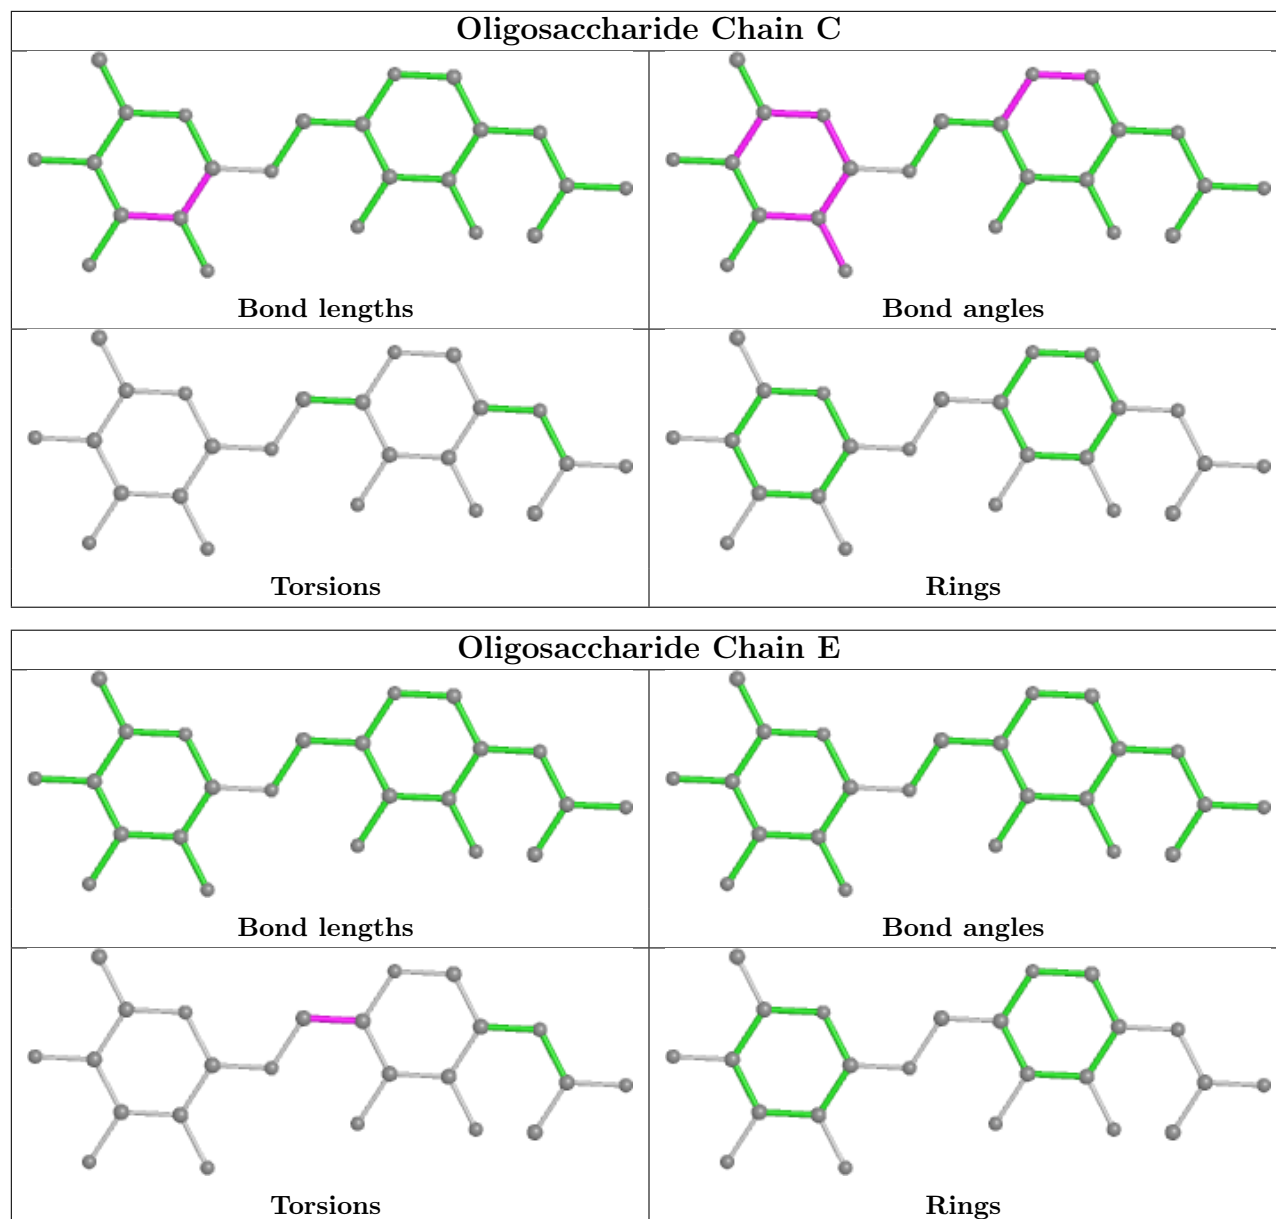 Oligosaccharide Chain C
Bond lengths
Bond angles
Torsions
Rings
Oligosaccharide Chain E
Bond lengths
Bond angles
Torsions
Rings